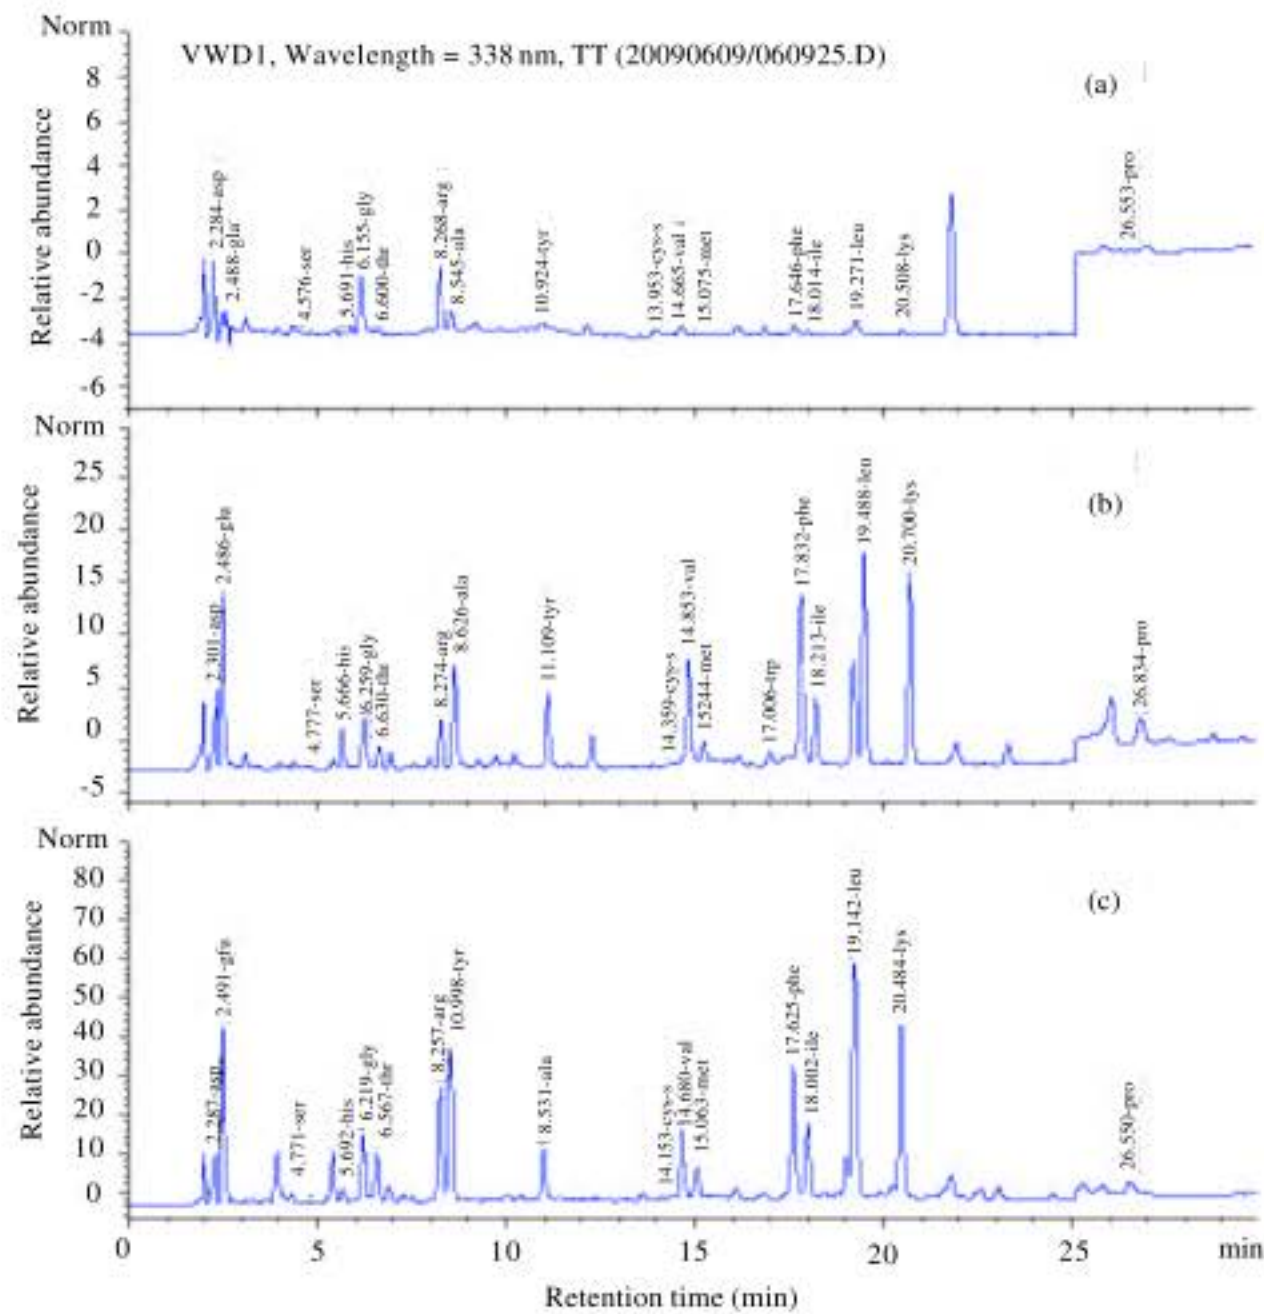 Norm
VWD1, Wavelength = 338 nm, TT (20090609/060925.D)
(a)
Relative abundance
8
6
4
2
0
-2
-4
-6
2.284-asp
2.488-glu
4.576-ser
5.691-his
6.155-gly
6.600-thr
8.268-arg
8.545-ala
10.924-tyr
13.953-cys-s
14.665-val
15.075-met
17.646-phe
18.014-ile
19.271-leu
20.508-lys
26.553-pro
Norm
(b)
Relative abundance
25
20
15
10
5
0
-5
2.301-asp
2.486-glu
4.777-ser
5.666-his
6.259-gly
6.630-thr
8.274-arg
8.626-ala
11.109-tyr
14.359-cys-s
14.853-val
15244-met
17.006-trp
17.832-phe
18.213-ile
19.488-leu
20.700-lys
26.834-pro
Norm
(c)
Relative abundance
80
70
60
50
40
30
20
10
0
2.287-asp
2.491-glu
4.771-ser
5.692-his
6.219-gly
6.567-thr
8.257-arg
10.998-tyr
8.531-ala
14.153-cys-s
14.680-val
15.063-met
17.625-phe
18.002-ile
19.142-leu
20.484-lys
26.550-pro
0 5 10 15 20 25 min
Retention time (min)